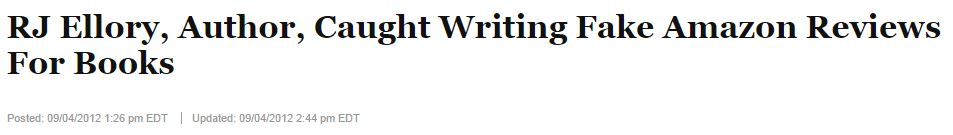 RJ Ellory, Author, Caught Writing Fake Amazon Reviews
For Books
Posted: 09/04/2012 1:26 pm EDT | Updated: 09/04/2012 2:44 pm EDT